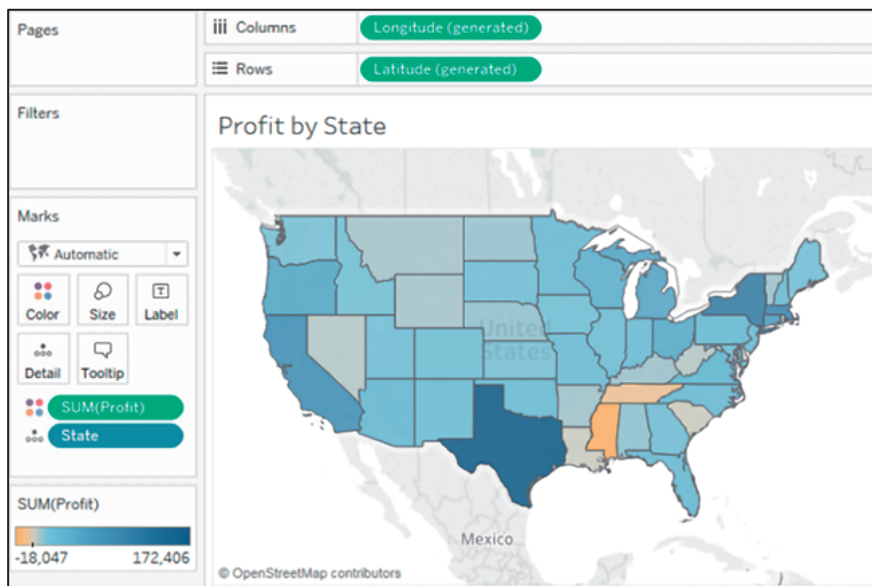 Pages
Columns
Longitude (generated)
Rows
Latitude (generated)
Filters
Profit by State
Marks
Automatic
Color
Size
T
Label
Detail
Tooltip
SUM(Profit)
State
SUM(Profit)
-18,047
172,406
United
States
Mexico
© OpenStreetMap contributors